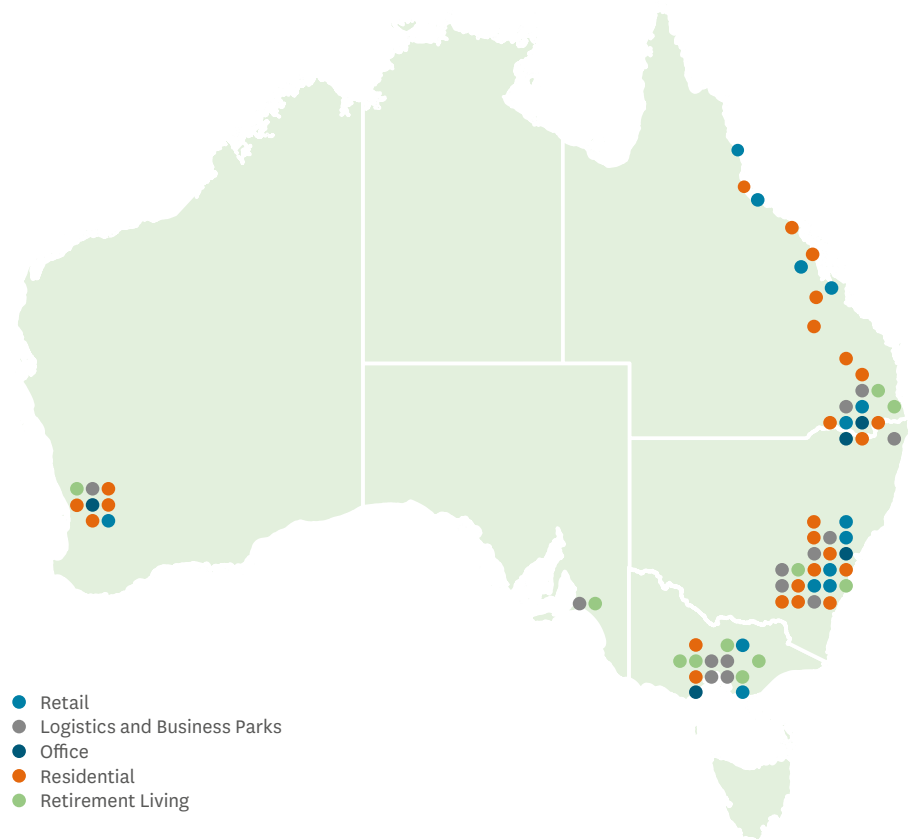 Retail
Logistics and Business Parks
Office
Residential
Retirement Living